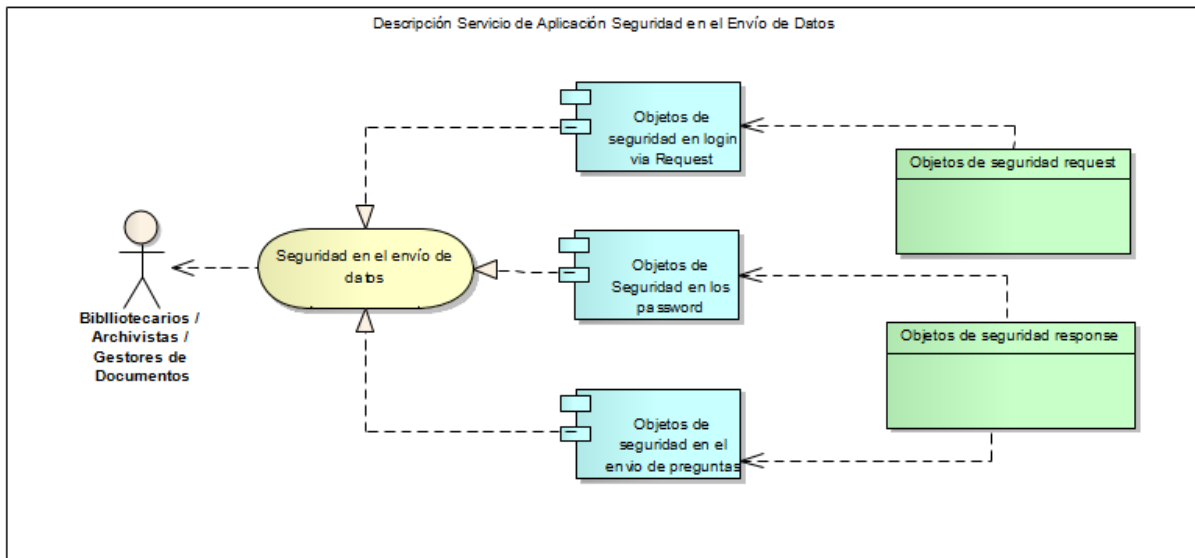 Descripción Servicio de Aplicación Seguridad en el Envío de Datos
Objetos de
seguridad en login
via Request
Objetos de seguridad request
Seguridad en el envío de
datos
Objetos de
Seguridad en los
password
Bibliotecarios /
Archivistas /
Gestores de
Documentos
Objetos de seguridad response
Objetos de
seguridad en el
envio de preguntas